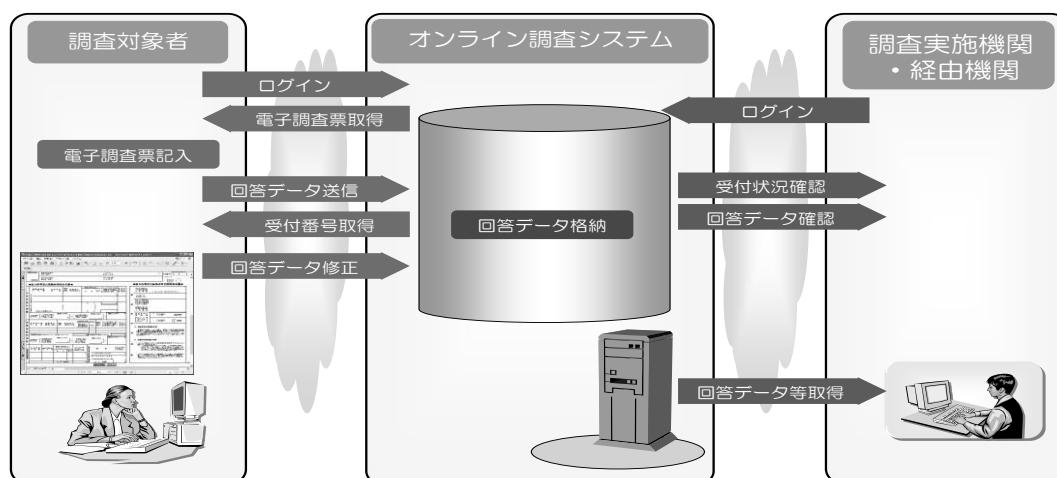 調査対象者
オンライン調査システム
調査実施機関
・経由機関
ログイン
電子調査票取得
電子調査票記入
回答データ送信
受付番号取得
回答データ修正
回答データ格納
ログイン
受付状況確認
回答データ確認
回答データ等取得